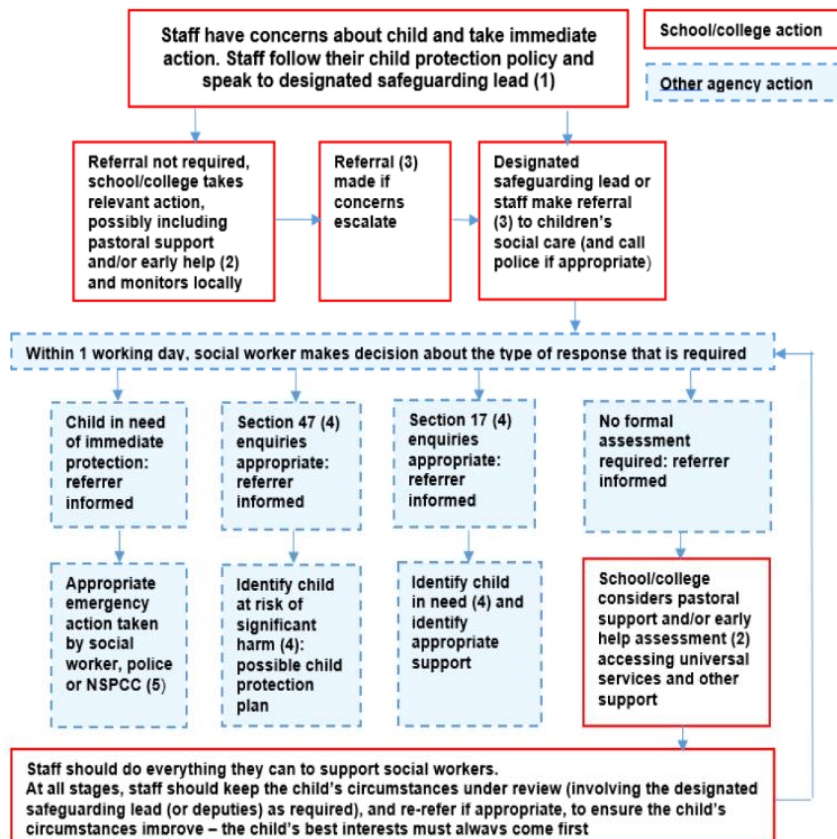 Staff have concerns about child and take immediate
action. Staff follow their child protection policy and
speak to designated safeguarding lead (1)
School/college action
Other agency action
Referral not required,
school/college takes
relevant action,
possibly including
pastoral support
and/or early help (2)
and monitors locally
Referral (3)
made if
concerns
escalate
Designated
safeguarding lead or
staff make referral
(3) to children's
social care (and call
police if appropriate)
Within 1 working day, social worker makes decision about the type of response that is required
Child in need
of immediate
protection:
referrer
informed
Section 47 (4)
enquiries
appropriate:
referrer
informed
Section 17 (4)
enquiries
appropriate:
referrer
informed
No formal
assessment
required: referrer
informed
Appropriate
emergency
action taken
by social
worker, police
or NSPCC (5)
Identify child
at risk of
significant
harm (4):
possible child
protection
plan
Identify child
in need (4) and
identify
appropriate
support
School/college
considers pastoral
support and/or early
help assessment (2)
accessing universal
services and other
support
Staff should do everything they can to support social workers.
At all stages, staff should keep the child's circumstances under review (involving the designated
safeguarding lead (or deputies) as required), and re-refer if appropriate, to ensure the child's
circumstances improve – the child's best interests must always come first